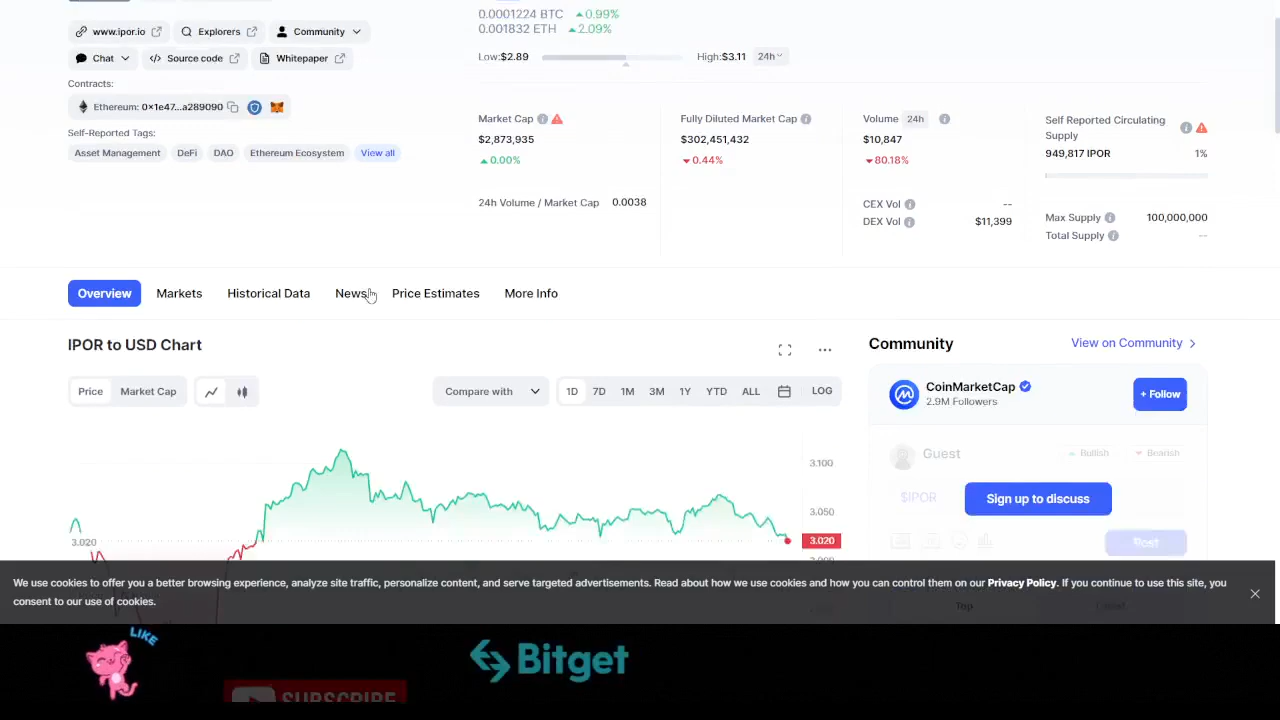 0.0001224 BTC 0.99%
0.001832 ETH 2.09%
www.ipor.io Explorers Community
Low:$2.89 High:$3.11 24h
Chat Source code Whitepaper
Contracts:
Ethereum: 0x1e47...a289090
Self-Reported Tags:
Asset Management DeFi DAO Ethereum Ecosystem View all
Market Cap
$2,873,935
0.00%
24h Volume / Market Cap 0.0038
Fully Diluted Market Cap
$302,451,432
0.44%
Volume 24h
$10,847
80.18%
CEX Vol --
DEX Vol $11,399
Self Reported Circulating
Supply
949,817 IPOR 1%
Max Supply 100,000,000
Total Supply --
Overview Markets Historical Data News Price Estimates More Info
IPOR to USD Chart
Price Market Cap Compare with 1D 7D 1M 3M 1Y YTD ALL LOG
3.100
3.050
3.020 3.020
Community View on Community
CoinMarketCap
2.9M Followers
+ Follow
Guest Bullish Bearish
$IPOR
Sign up to discuss
Post
Top
We use cookies to offer you a better browsing experience, analyze site traffic, personalize content, and serve targeted advertisements. Read about how we use cookies and how you can control them on our Privacy Policy. If you continue to use this site, you
consent to our use of cookies.
LIKE
Bitget
SUBSCRIBE